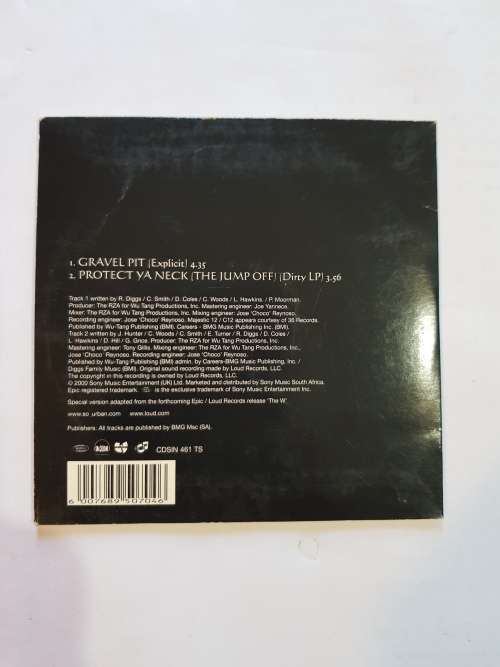 1. GRAVEL PIT [Explicit] 4.35
2. PROTECT YA NECK [THE JUMP OFF] [Dirty LP] 3.56
Track 1 written by R. Diggs / C. Smith / D. Coles / C. Woods / L. Hawkins. / P. Moorman.
Producer: The RZA for Wu Tang Productions, Inc. Mastering engineer: Joe Yannece.
Mixer: The RZA for Wu Tang Productions, Inc. Mixing engineer: Jose 'Choco' Reynoso.
Recording engineer: Jose 'Choco' Reynoso. Majestic 12 / C12 appears courtesy of 36 Records.
Published by Wu-Tang Publishing (BMI). Careers - BMG Music Publishing Inc. (BMI).
Track 2 written by J. Hunter / C. Woods / C. Smith / E. Turner / R. Diggs / D. Coles /
L. Hawkins / D. Hill / G. Grice. Producer: The RZA for Wu Tang Productions, Inc.
Mastering engineer: Tony Gillis. Mixing engineer: The RZA for Wu Tang Productions, Inc.,
Jose 'Choco' Reynoso. Recording engineer: Jose 'Choco' Reynoso.
Published by Wu-Tang Publishing (BMI) admin. by Careers-BMG Music Publishing, Inc. /
Diggs Family Music (BMI). Original sound recording made by Loud Records, LLC.
The copyright in this recording is owned by Loud Records, LLC.
© 2000 Sony Music Entertainment (UK) Ltd. Marketed and distributed by Sony Music South Africa.
Epic registered trademark. is the exclusive trademark of Sony Music Entertainment Inc.
Special version adapted from the forthcoming Epic / Loud Records release 'The W'.
www.so urban.com www.loud.com
Publishers: All tracks are published by BMG Msc (SA).
CDSIN 461 TS
6 007689 507046